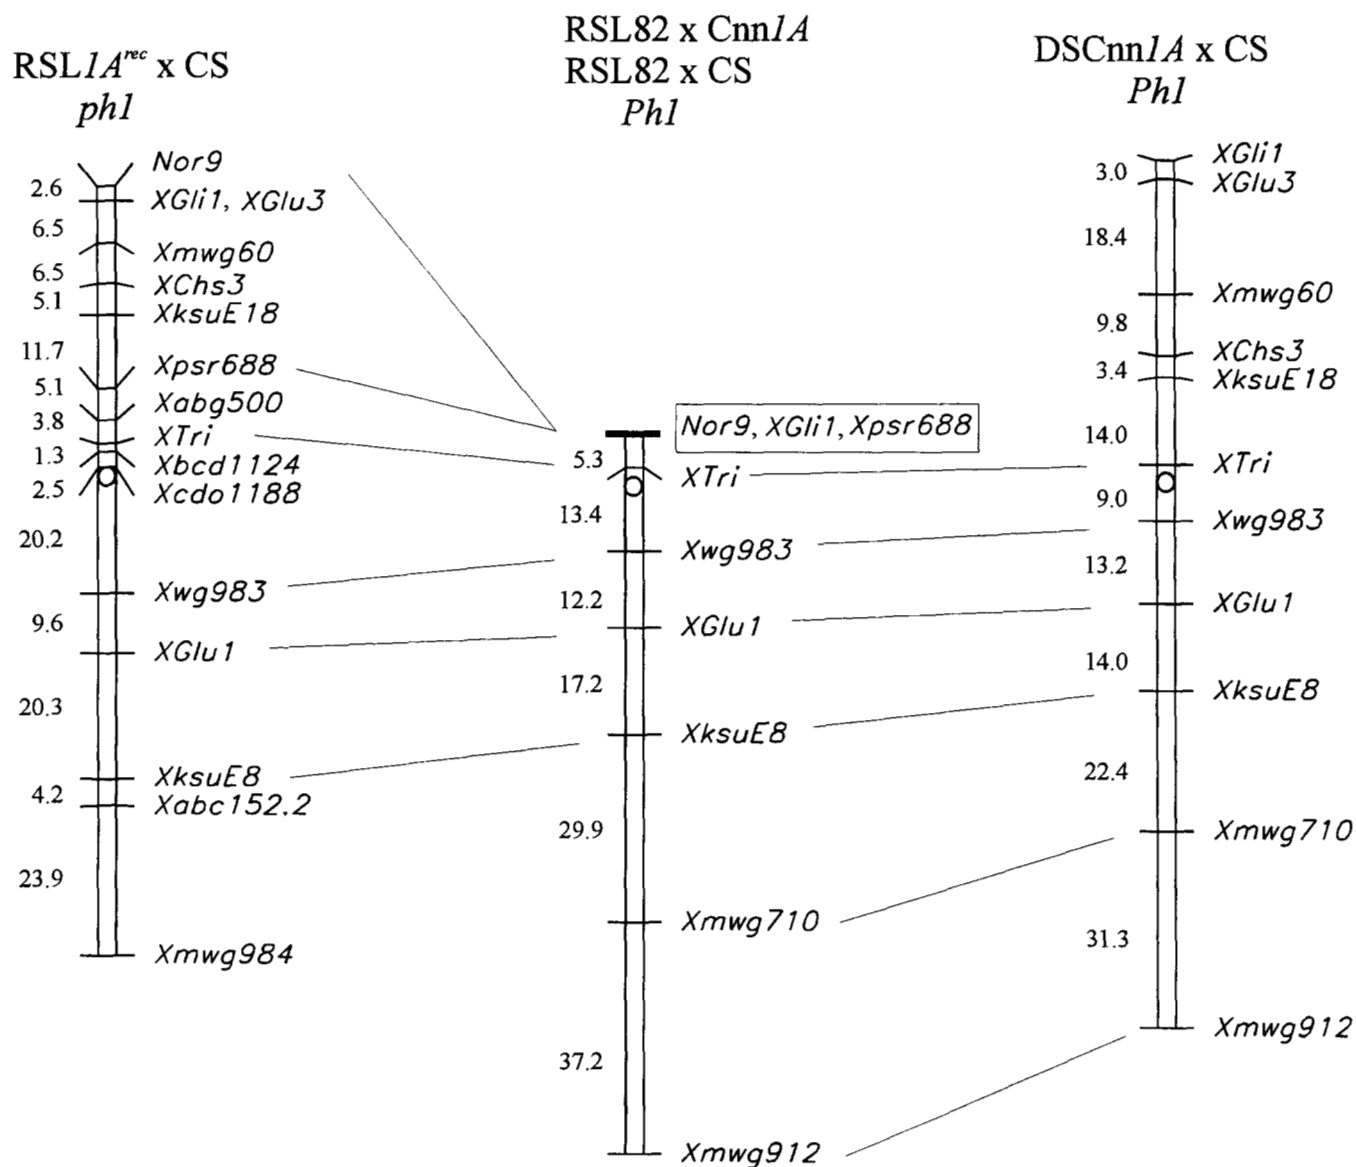 RSL1A^rec x CS
ph1
Nor9
2.6
XGli1, XGlu3
6.5
Xmwg60
6.5
XChs3
5.1
XksuE18
11.7
Xpsr688
5.1
Xabg500
3.8
XTri
1.3
Xbcd1124
2.5
Xcdo1188
20.2
Xwg983
9.6
XGlu1
20.3
XksuE8
4.2
Xabc152.2
23.9
Xmwg984
RSL82 x Cnn1A
RSL82 x CS
Ph1
Nor9, XGli1, Xpsr688
5.3
XTri
13.4
Xwg983
12.2
XGlu1
17.2
XksuE8
29.9
Xmwg710
37.2
Xmwg912
DSCnn1A x CS
Ph1
XGli1
3.0
XGlu3
18.4
Xmwg60
9.8
XChs3
3.4
XksuE18
14.0
XTri
9.0
Xwg983
13.2
XGlu1
14.0
XksuE8
22.4
Xmwg710
31.3
Xmwg912